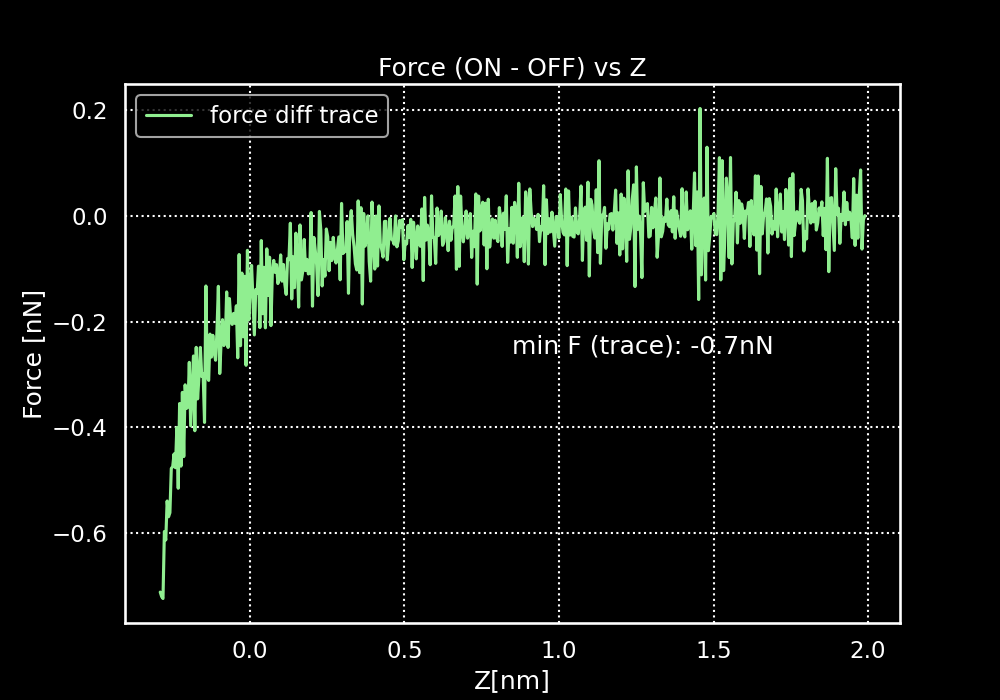 Force (ON - OFF) vs Z
force diff trace
0.2
0.0
−0.2
−0.4
−0.6
Force [nN]
min F (trace): -0.7nN
0.0 0.5 1.0 1.5 2.0
Z[nm]